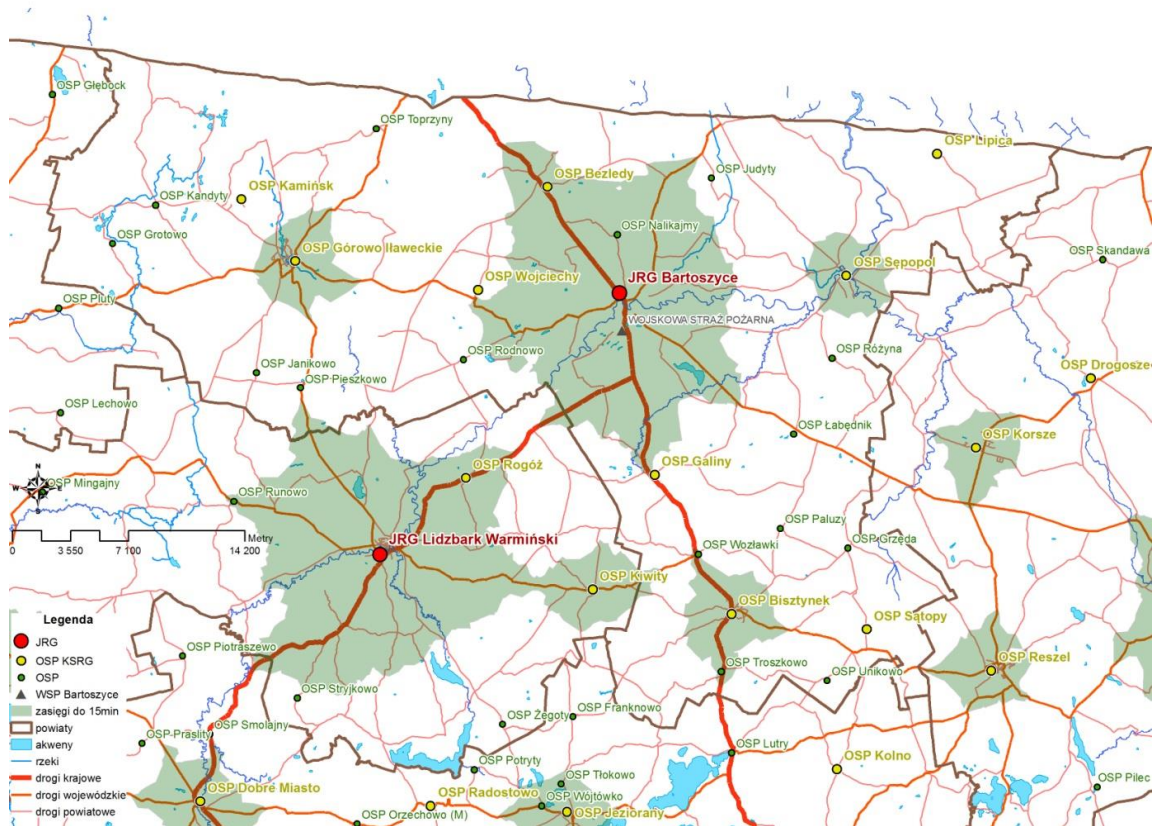 OSP Głębock
OSP Toprzyny
OSP Lipica
OSP Bezledy
OSP Judyty
OSP Kandyty
OSP Kamińsk
OSP Grotowo
OSP Nalikajmy
OSP Górowo Iławeckie
OSP Skandawa
OSP Sępopol
OSP Wojciechy
JRG Bartoszyce
OSP Pluty
WOJSKOWA STRAŻ POŻARNA
OSP Rodnowo
OSP Różyna
OSP Janikowo
OSP Pieszkowo
OSP Drogosze
OSP Lechowo
OSP Łabędnik
OSP Korsze
OSP Rogóż
OSP Galiny
N
W E
S
OSP Mingajny
OSP Runowo
OSP Paluzy
Metry
0 3 550 7 100 14 200
JRG Lidzbark Warmiński
OSP Wozławki
OSP Grzęda
OSP Kiwity
OSP Bisztynek
OSP Sątopy
Legenda
JRG
OSP KSRG
OSP
WSP Bartoszyce
zasięgi do 15min
powiaty
akweny
rzeki
drogi krajowe
drogi wojewódzkie
drogi powiatowe
OSP Piotraszewo
OSP Troszkowo
OSP Unikowo
OSP Reszel
OSP Stryjkowo
OSP Franknowo
OSP Żegoty
OSP Smolajny
OSP Praslity
OSP Lutry
OSP Kolno
OSP Potryty
OSP Tłokowo
OSP Pilec
OSP Dobre Miasto
OSP Radostowo
OSP Wójtówko
OSP Jeziorany
OSP Orzechowo (M)